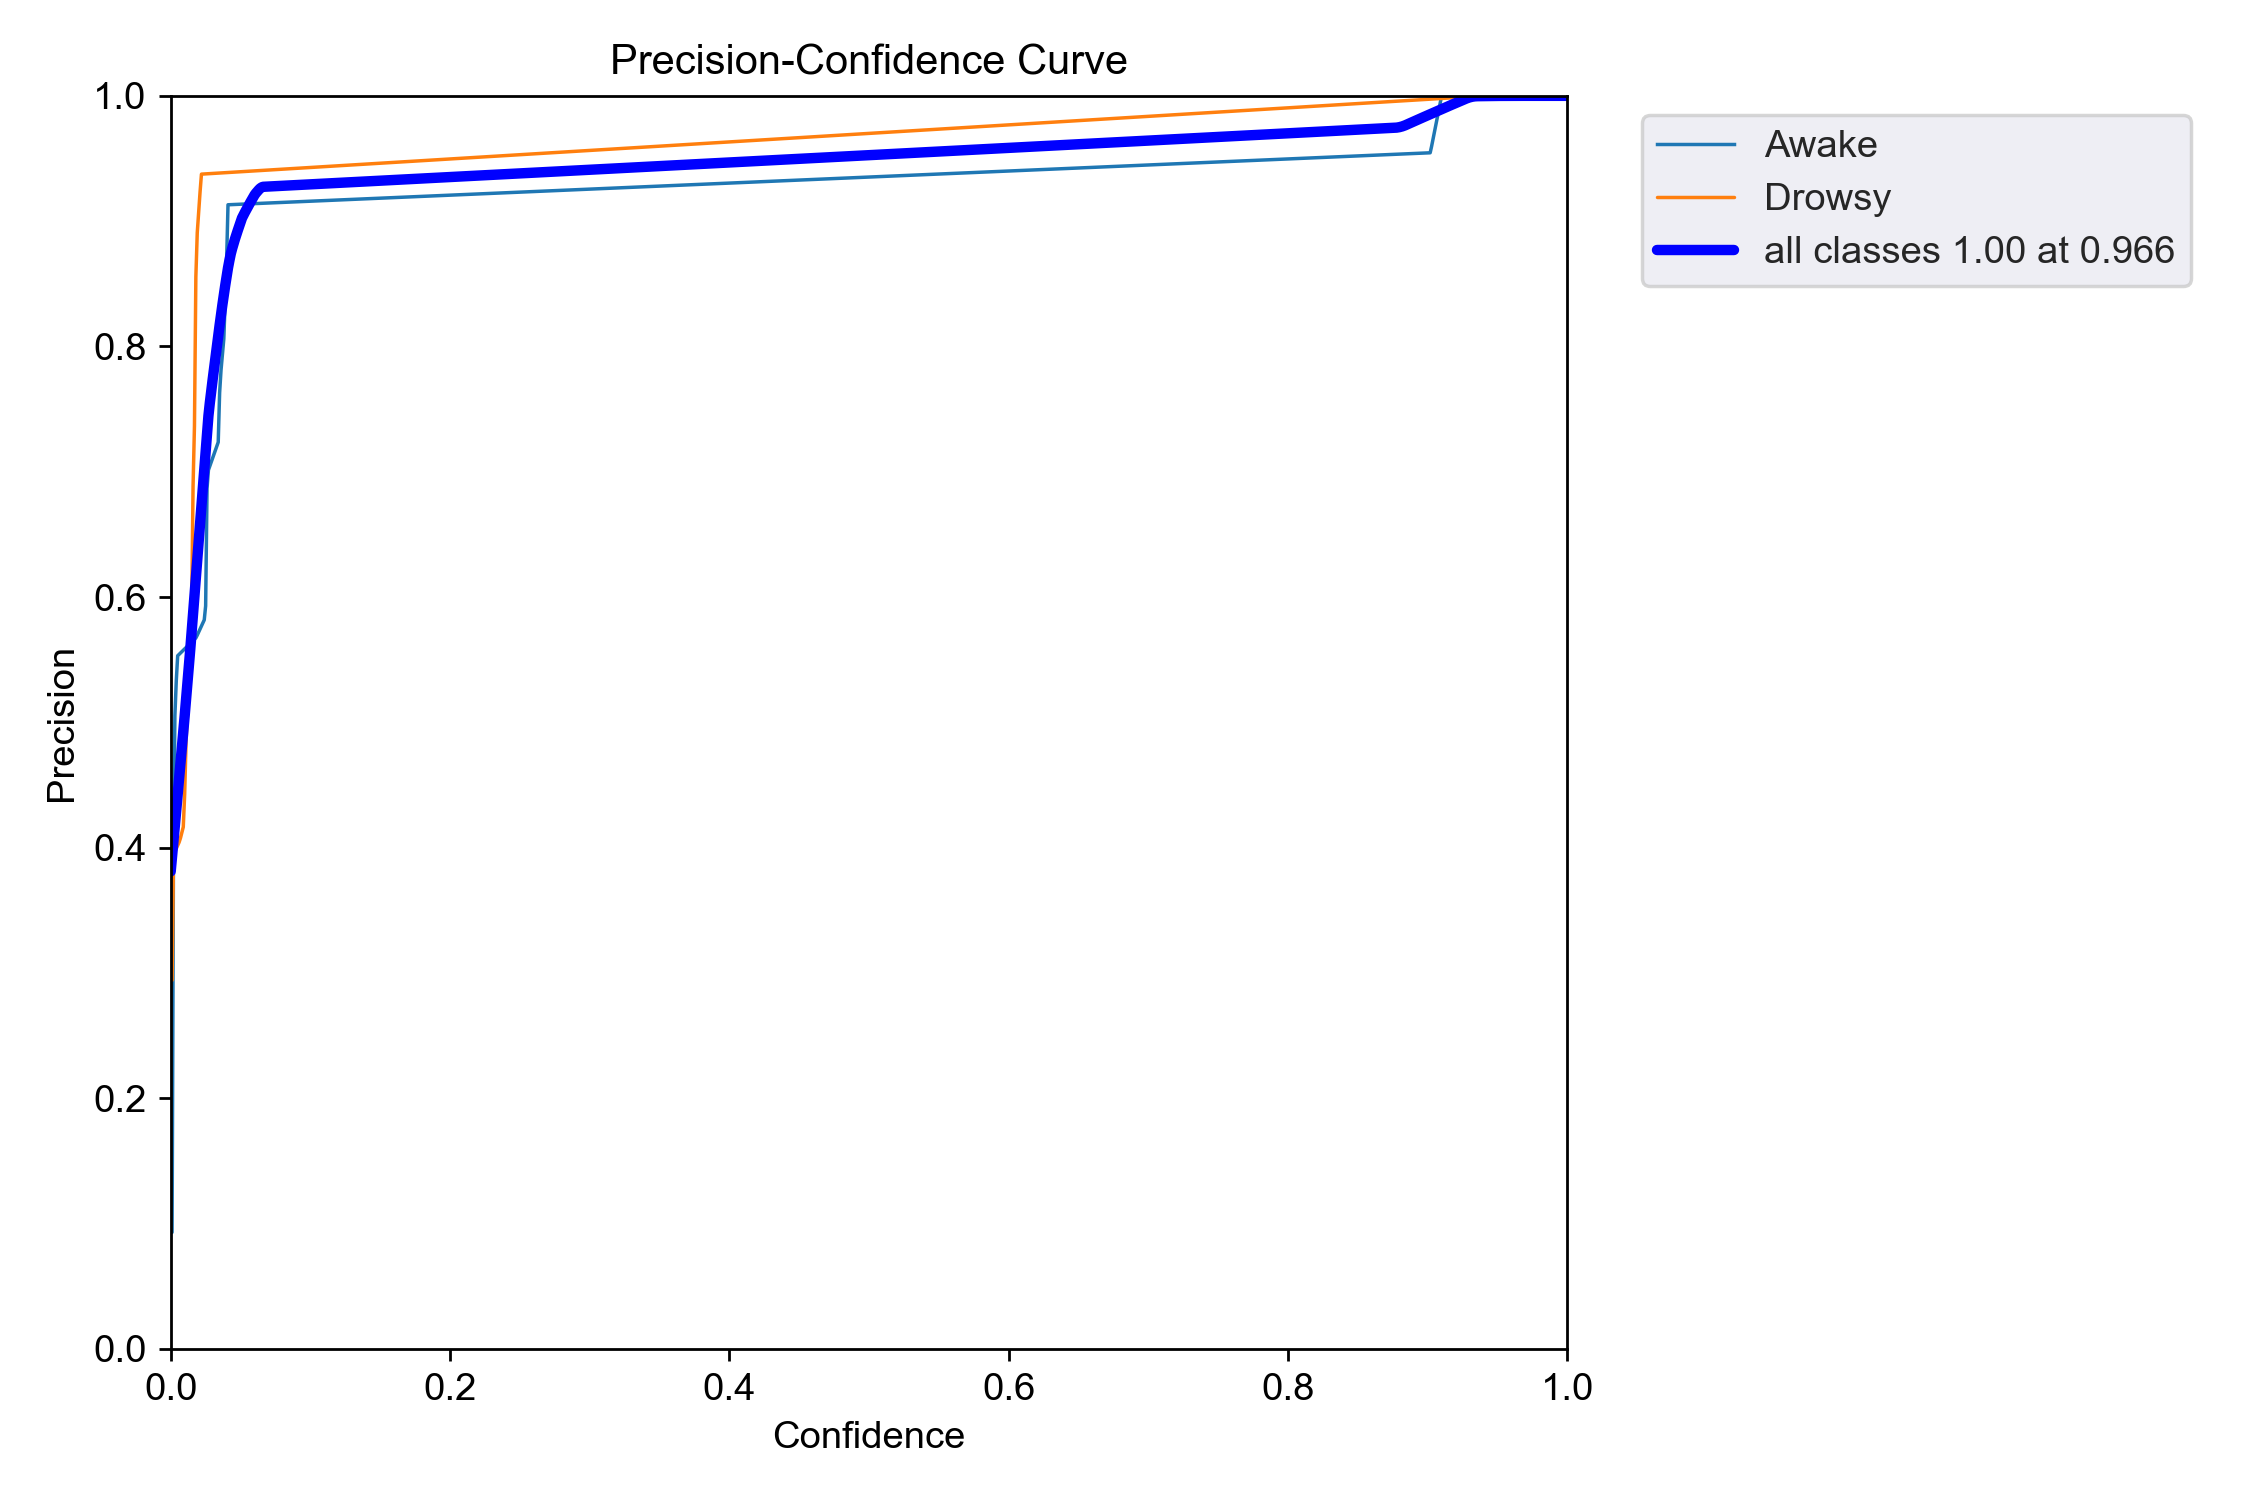 Precision-Confidence Curve
1.0
0.8
0.6
0.4
0.2
0.0
Precision
0.0 0.2 0.4 0.6 0.8 1.0
Confidence
Awake
Drowsy
all classes 1.00 at 0.966